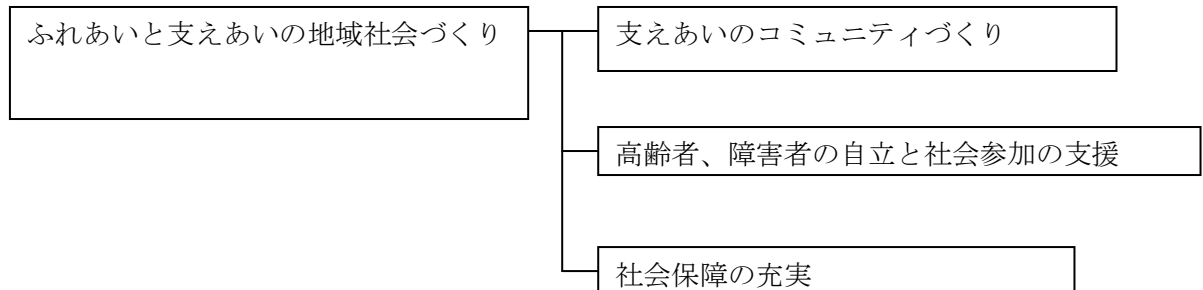 ふれあいと支えあいの地域社会づくり
支えあいのコミュニティづくり
高齢者、障害者の自立と社会参加の支援
社会保障の充実